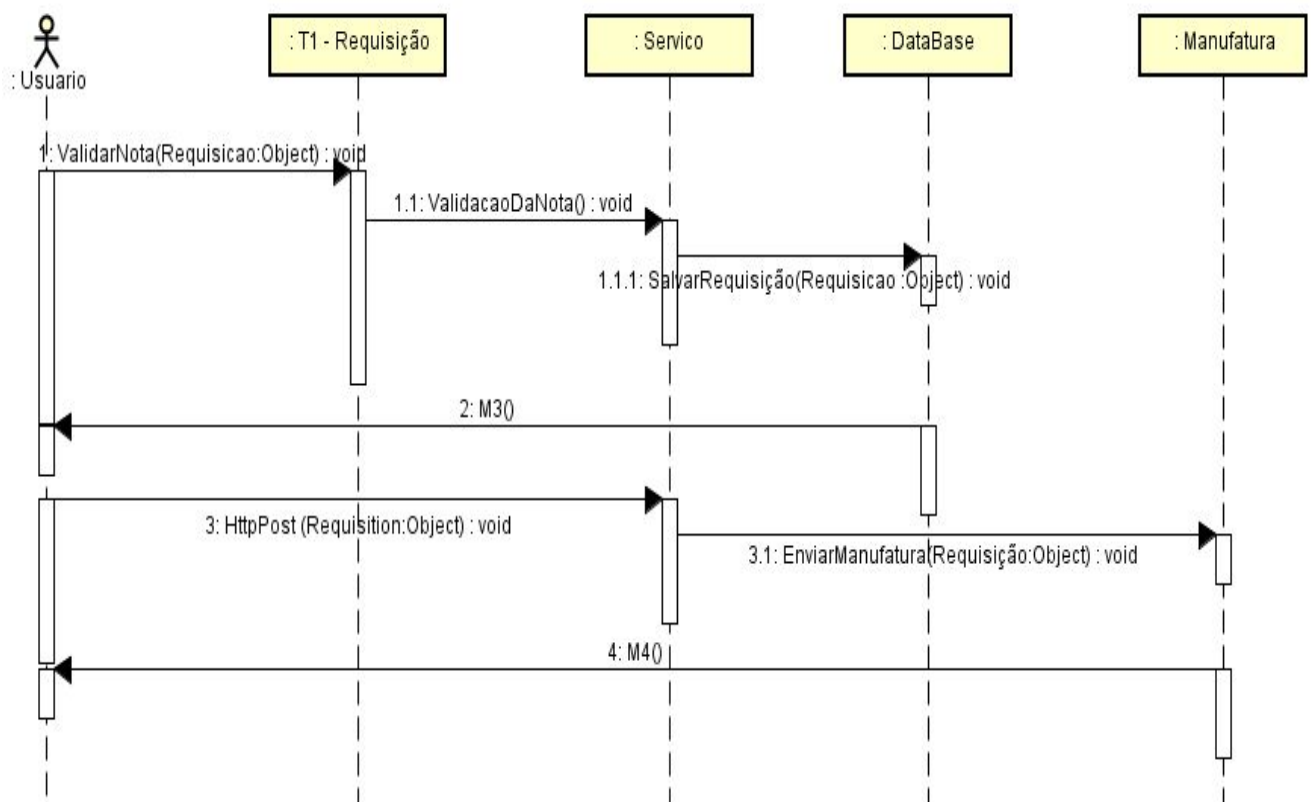 : Usuario
: T1 - Requisição
: Servico
: DataBase
: Manufatura
1: ValidarNota(Requisicao:Object) : void
1.1: ValidacaoDaNota() : void
1.1.1: SalvarRequisição(Requisicao :Object) : void
2: M3()
3: HttpPost (Requisition:Object) : void
3.1: EnviarManufatura(Requisição:Object) : void
4: M4()